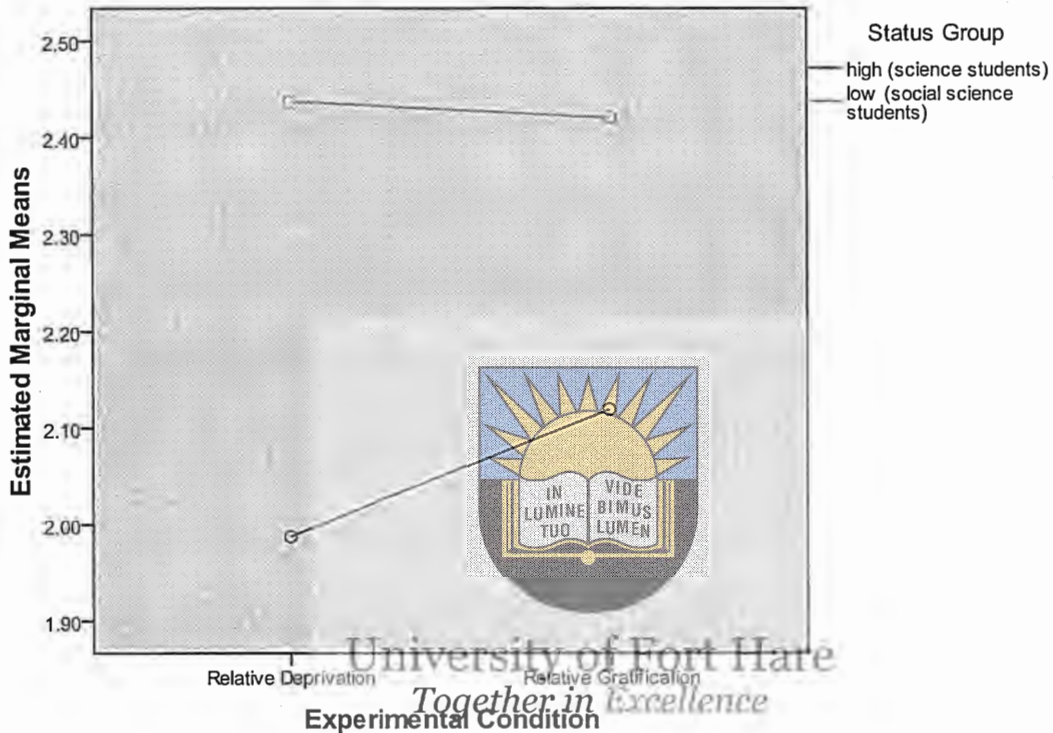 Status Group
high (science students)
low (social science
students)
Estimated Marginal Means
2.50
2.40
2.30
2.20
2.10
2.00
1.90
IN
LUMINE
TUO
VIDE
BIMUS
LUMEN
Relative Deprivation
Relative Gratification
University of Fort Hare
Together in Excellence
Experimental Condition